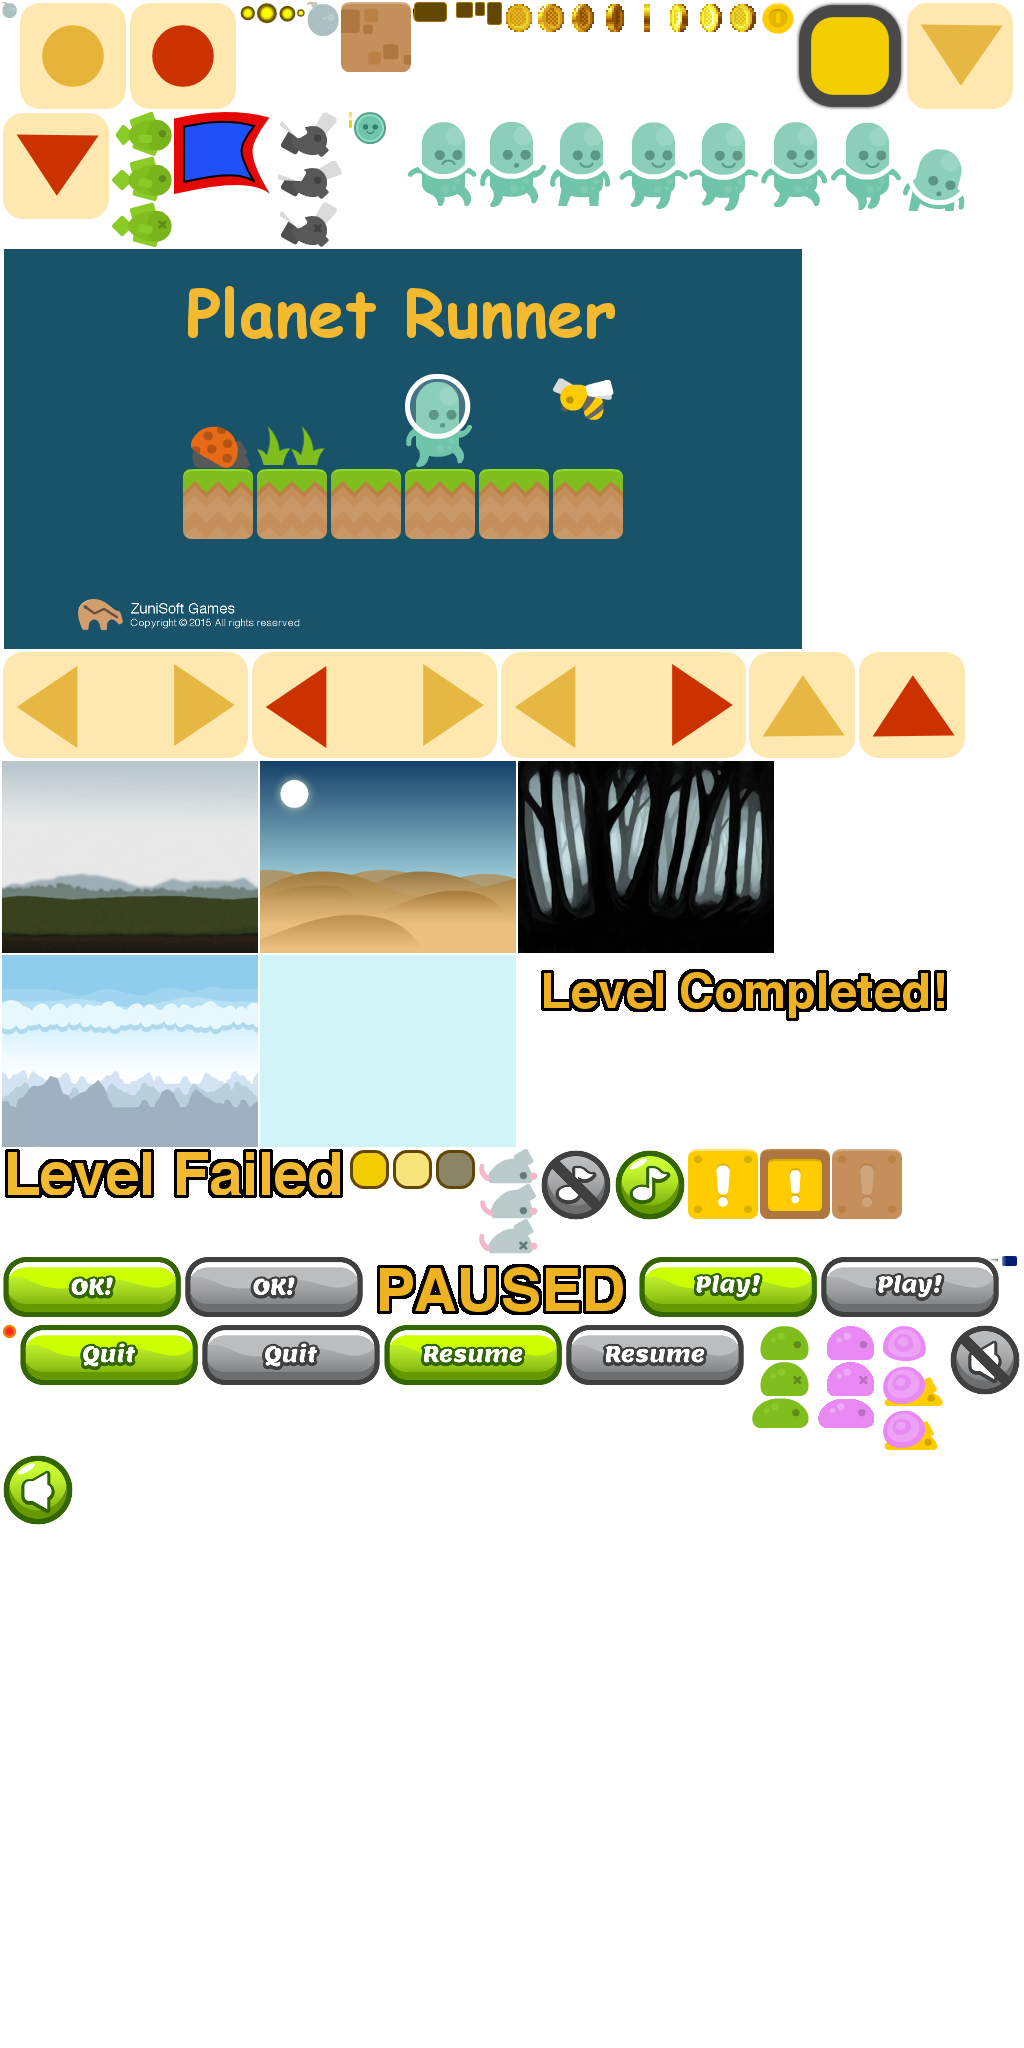 Planet Runner
ZuniSoft Games
Copyright © 2015 All rights reserved
Level Completed!
Level Failed
! ! !
OK! OK! PAUSED Play! Play!
Quit Quit Resume Resume